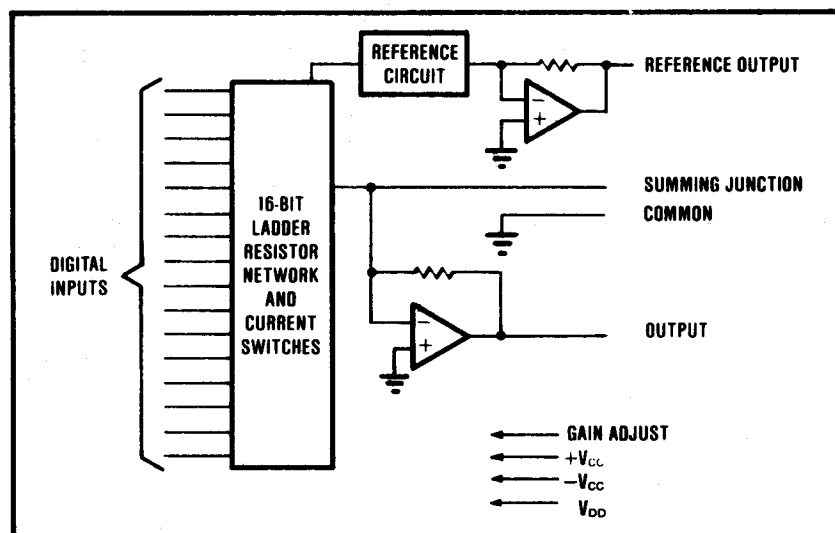 REFERENCE
CIRCUIT
REFERENCE OUTPUT
−
+
SUMMING JUNCTION
COMMON
16-BIT
LADDER
RESISTOR
NETWORK
AND
CURRENT
SWITCHES
DIGITAL
INPUTS
−
+
OUTPUT
GAIN ADJUST
+VCC
−VCC
VDD